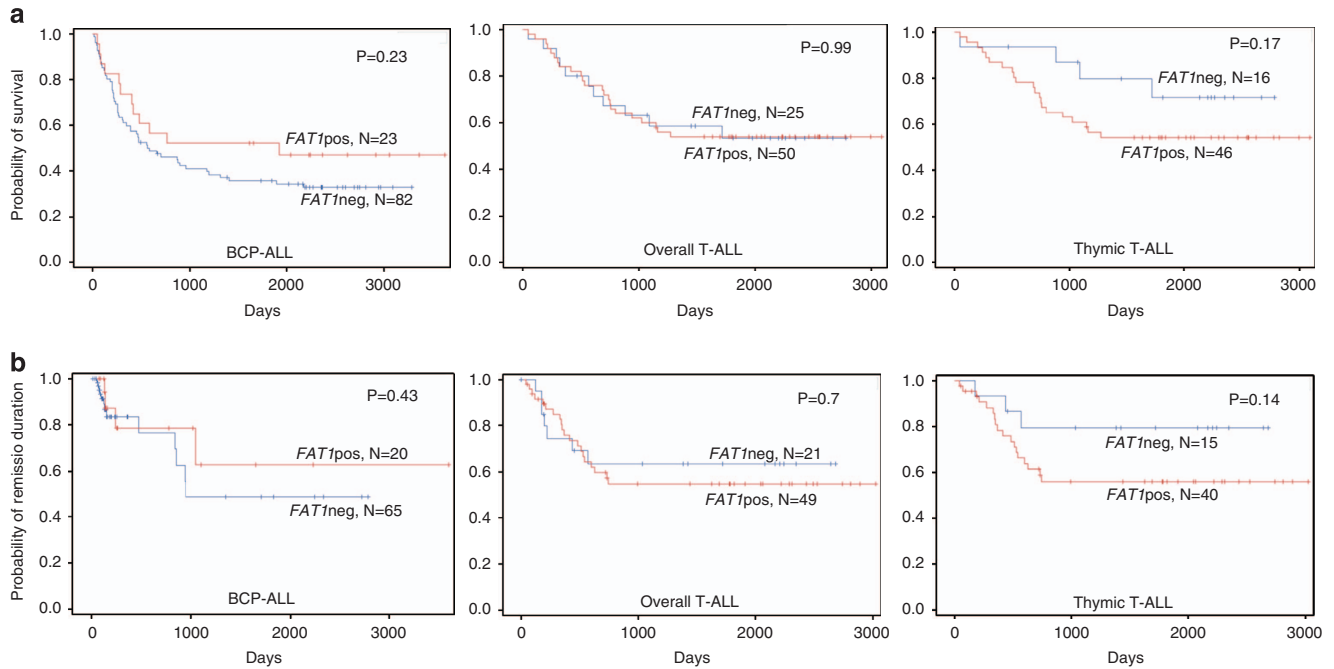 a
Probability of survival
1.0
0.8
0.6
0.4
0.2
0.0
P=0.23
FAT1pos, N=23
FAT1neg, N=82
BCP-ALL
0 1000 2000 3000
Days
1.0
0.8
0.6
0.4
0.2
0.0
P=0.99
FAT1neg, N=25
FAT1pos, N=50
Overall T-ALL
0 1000 2000 3000
Days
1.0
0.8
0.6
0.4
0.2
0.0
P=0.17
FAT1neg, N=16
FAT1pos, N=46
Thymic T-ALL
0 1000 2000 3000
Days
b
Probability of remissio duration
1.0
0.8
0.6
0.4
0.2
0.0
P=0.43
FAT1pos, N=20
FAT1neg, N=65
BCP-ALL
0 1000 3000
Days
1.0
0.8
0.6
0.4
0.2
0.0
P=0.7
FAT1neg, N=21
FAT1pos, N=49
Overall T-ALL
0 1000 2000 3000
Days
1.0
0.8
0.6
0.4
0.2
0.0
P=0.14
FAT1neg, N=15
FAT1pos, N=40
Thymic T-ALL
0 1000 2000 3000
Days